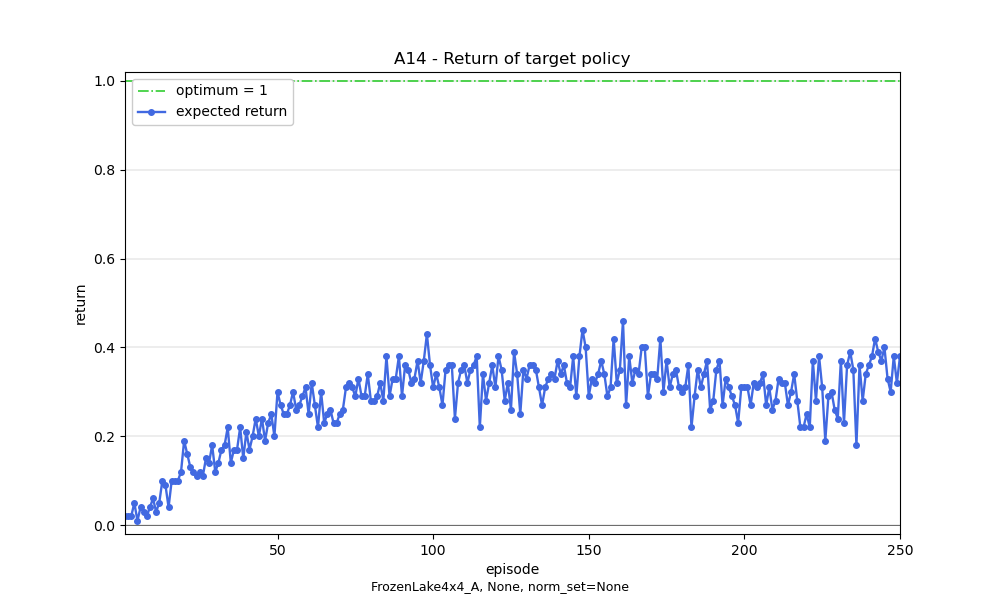 A14 - Return of target policy
optimum = 1
expected return
1.0
0.8
0.6
0.4
0.2
0.0
return
50
100
150
200
250
episode
FrozenLake4x4_A, None, norm_set=None